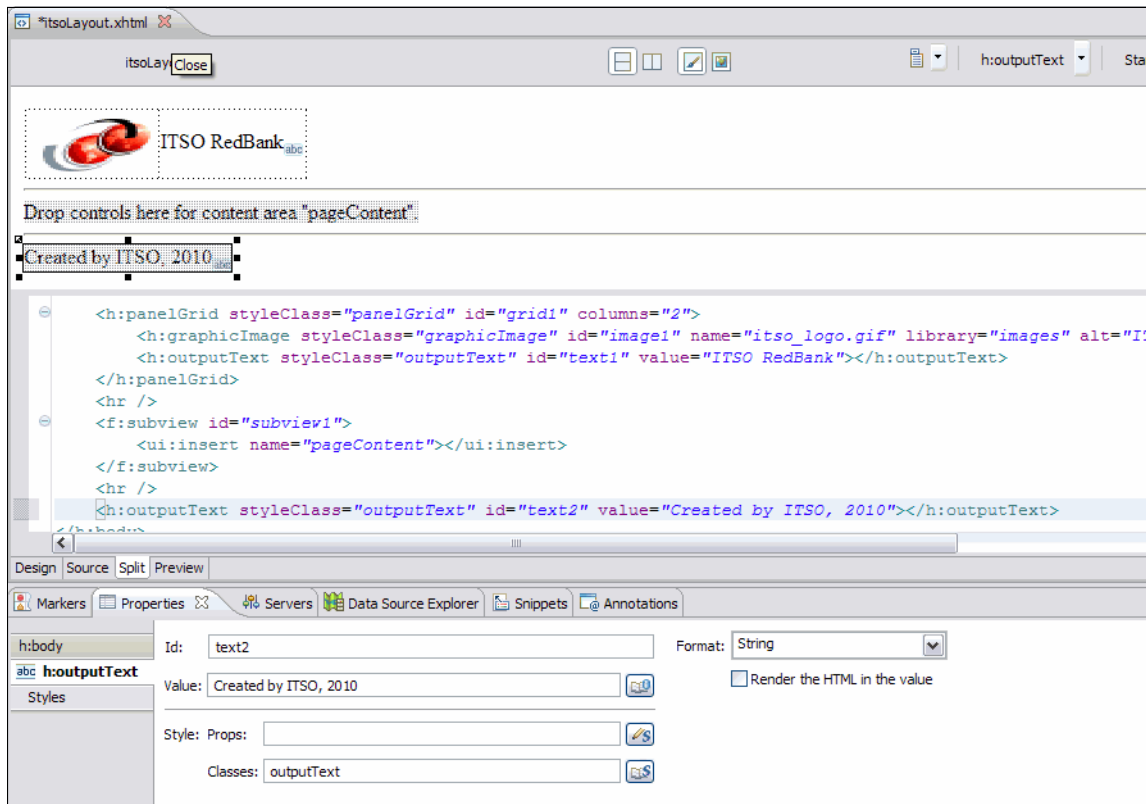 *itsoLayout.xhtml
itsoLay Close h:outputText Sta
ITSO RedBank abc
Drop controls here for content area "pageContent".
Created by ITSO, 2010 abc
<h:panelGrid styleClass="panelGrid" id="grid1" columns="2">
<h:graphicImage styleClass="graphicImage" id="image1" name="itso_logo.gif" library="images" alt="IT
<h:outputText styleClass="outputText" id="text1" value="ITSO RedBank"></h:outputText>
</h:panelGrid>
<hr />
<f:subview id="subview1">
<ui:insert name="pageContent"></ui:insert>
</f:subview>
<hr />
<h:outputText styleClass="outputText" id="text2" value="Created by ITSO, 2010"></h:outputText>
</h:body>
Design Source Split Preview
Markers Properties Servers Data Source Explorer Snippets Annotations
h:body Id: text2 Format: String
abc h:outputText Value: Created by ITSO, 2010 Render the HTML in the value
Styles
Style: Props:
Classes: outputText